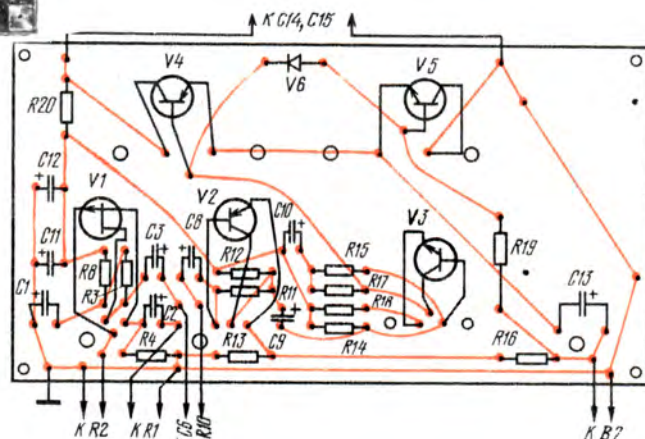 К С14, С15
V4
V5
V6
R20
C12
V1
V2
C8
C10
C3
V3
C11
R8
R12
R15
R19
C13
C1
R3
R11
R17
R18
C2
C9
R4
R13
R14
R16
К R2
К R1
C6
R10
К В2